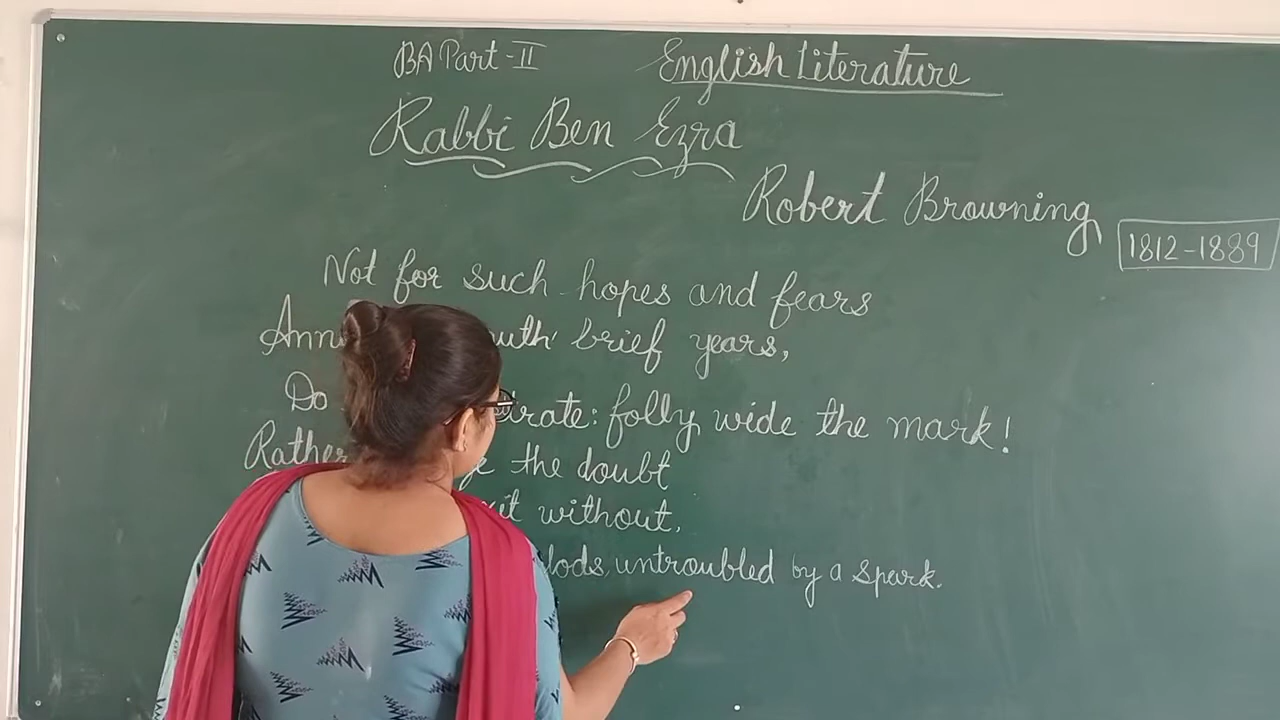 BA Part-II English Literature
Rabbi Ben Ezra
Robert Browning
1812-1889
Not for such hopes and fears
brief years,
Do folly wide the mark!
Rather the doubt
without.
untroubled by a spark.